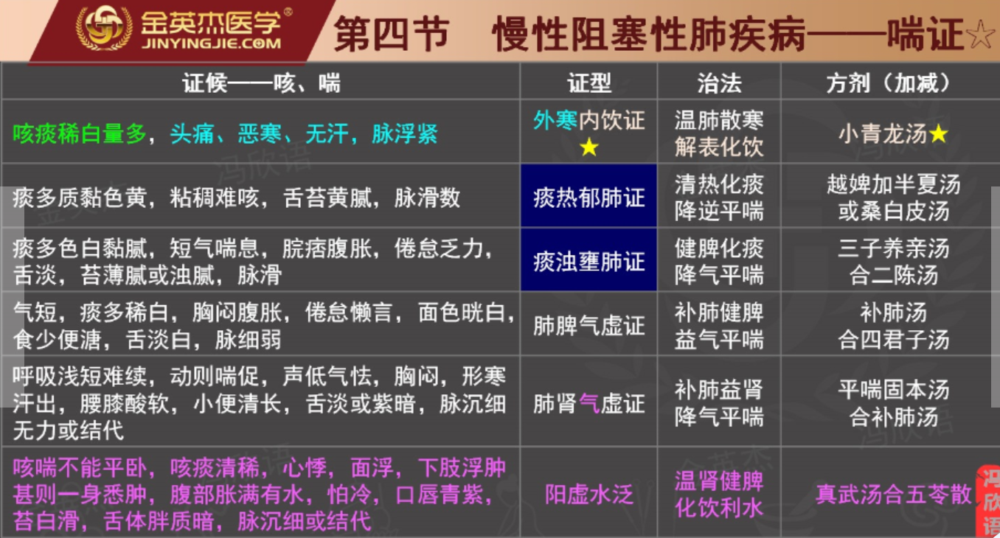 金英杰医学®
JINYINGJIE.COM
第四节 慢性阻塞性肺疾病——喘证☆
证候——咳、喘 证型 治法 方剂（加减）
咳痰稀白量多，头痛、恶寒、无汗，脉浮紧
外寒内饮证
★
温肺散寒
解表化饮
小青龙汤★
痰多质黏色黄，粘稠难咳，舌苔黄腻，脉滑数
痰热郁肺证
清热化痰
降逆平喘
越婢加半夏汤
或桑白皮汤
痰多色白黏腻，短气喘息，脘痞腹胀，倦怠乏力，
舌淡，苔薄腻或浊腻，脉滑
痰浊壅肺证
健脾化痰
降气平喘
三子养亲汤
合二陈汤
气短，痰多稀白，胸闷腹胀，倦怠懒言，面色晄白，
食少便溏，舌淡白，脉细弱
肺脾气虚证
补肺健脾
益气平喘
补肺汤
合四君子汤
呼吸浅短难续，动则喘促，声低气怯，胸闷，形寒
汗出，腰膝酸软，小便清长，舌淡或紫暗，脉沉细
无力或结代
肺肾气虚证
补肺益肾
降气平喘
平喘固本汤
合补肺汤
咳喘不能平卧，咳痰清稀，心悸，面浮，下肢浮肿
甚则一身悉肿，腹部胀满有水，怕冷，口唇青紫，
苔白滑，舌体胖质暗，脉沉细或结代
阳虚水泛
温肾健脾
化饮利水
真武汤合五苓散
冯欣语
冯欣语
冯欣语
冯欣语
金英杰